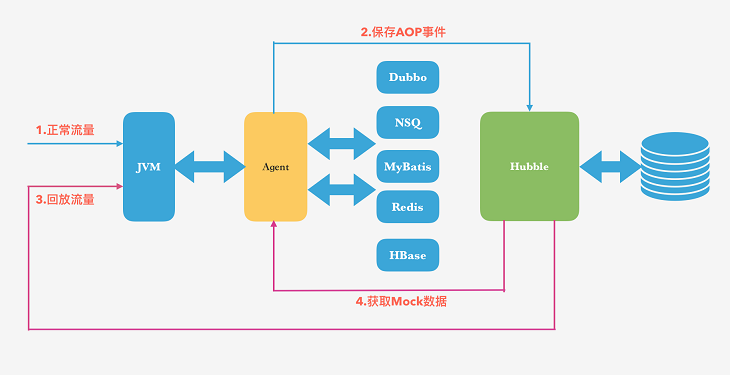 2.保存AOP事件
Dubbo
1.正常流量
NSQ
JVM
Agent
MyBatis
Hubble
3.回放流量
Redis
HBase
4.获取Mock数据